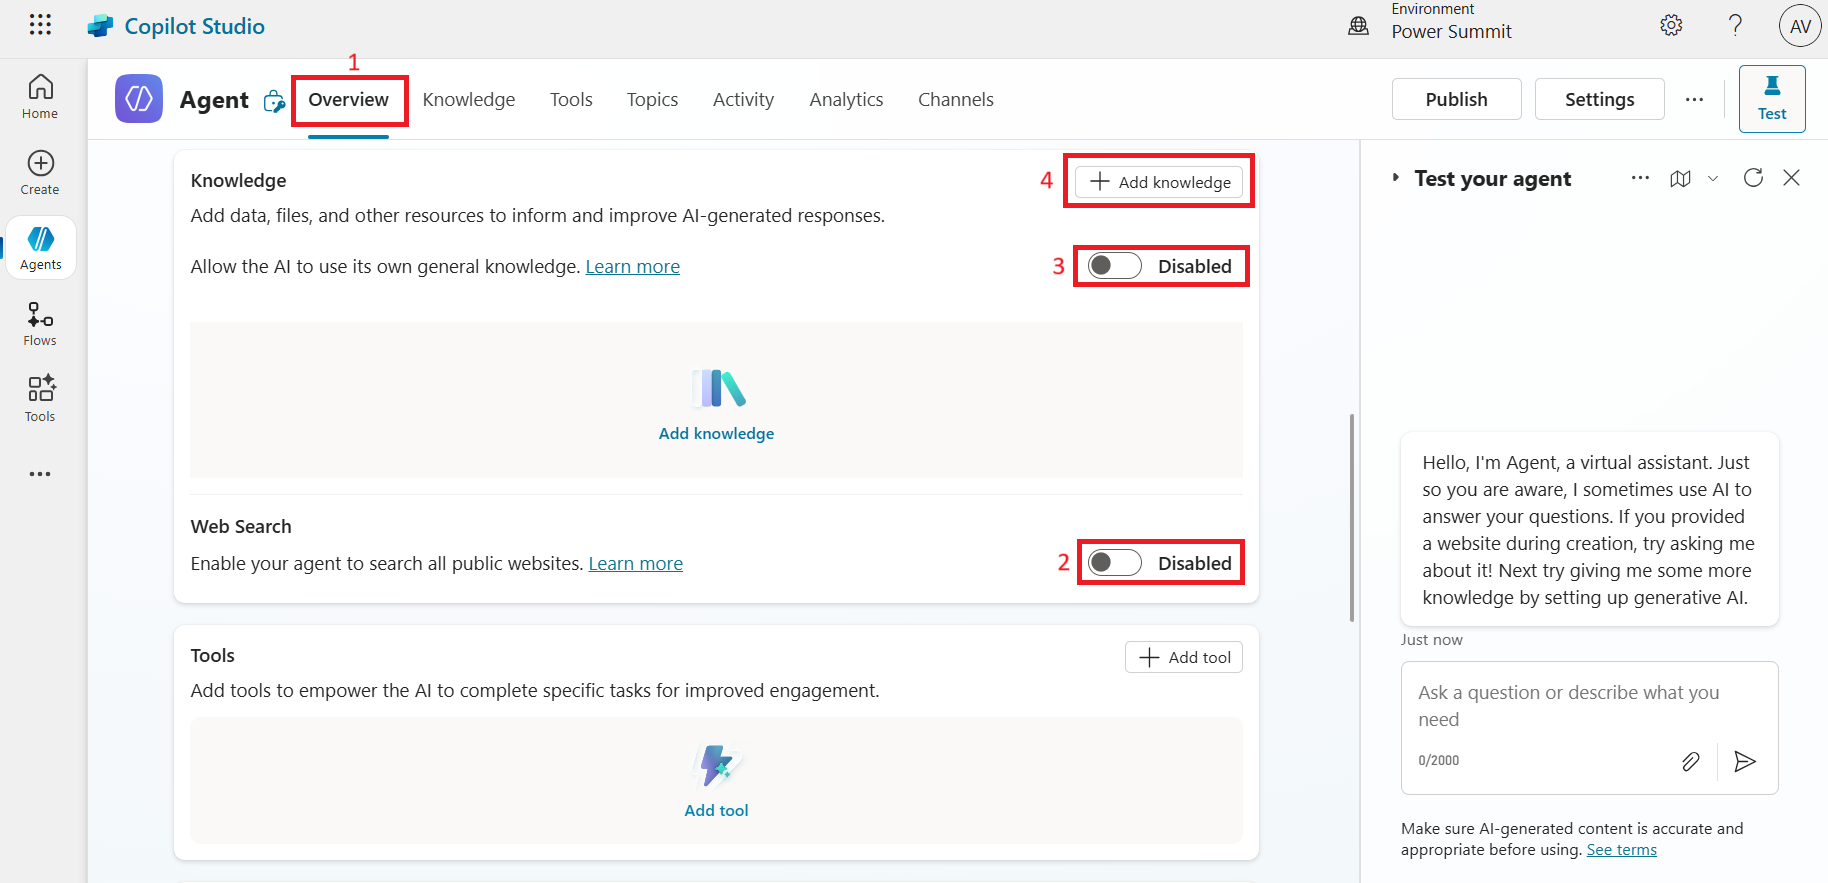 Copilot Studio
Environment
Power Summit
AV
Home
Create
Agents
Flows
Tools
1
Agent
Overview
Knowledge
Tools
Topics
Activity
Analytics
Channels
Publish
Settings
Test
Knowledge
4
Add knowledge
Add data, files, and other resources to inform and improve AI-generated responses.
Allow the AI to use its own general knowledge. Learn more
3
Disabled
Add knowledge
Web Search
Enable your agent to search all public websites. Learn more
2
Disabled
Tools
Add tool
Add tools to empower the AI to complete specific tasks for improved engagement.
Add tool
Test your agent
Hello, I'm Agent, a virtual assistant. Just
so you are aware, I sometimes use AI to
answer your questions. If you provided
a website during creation, try asking me
about it! Next try giving me some more
knowledge by setting up generative AI.
Just now
Ask a question or describe what you
need
0/2000
Make sure AI-generated content is accurate and
appropriate before using. See terms